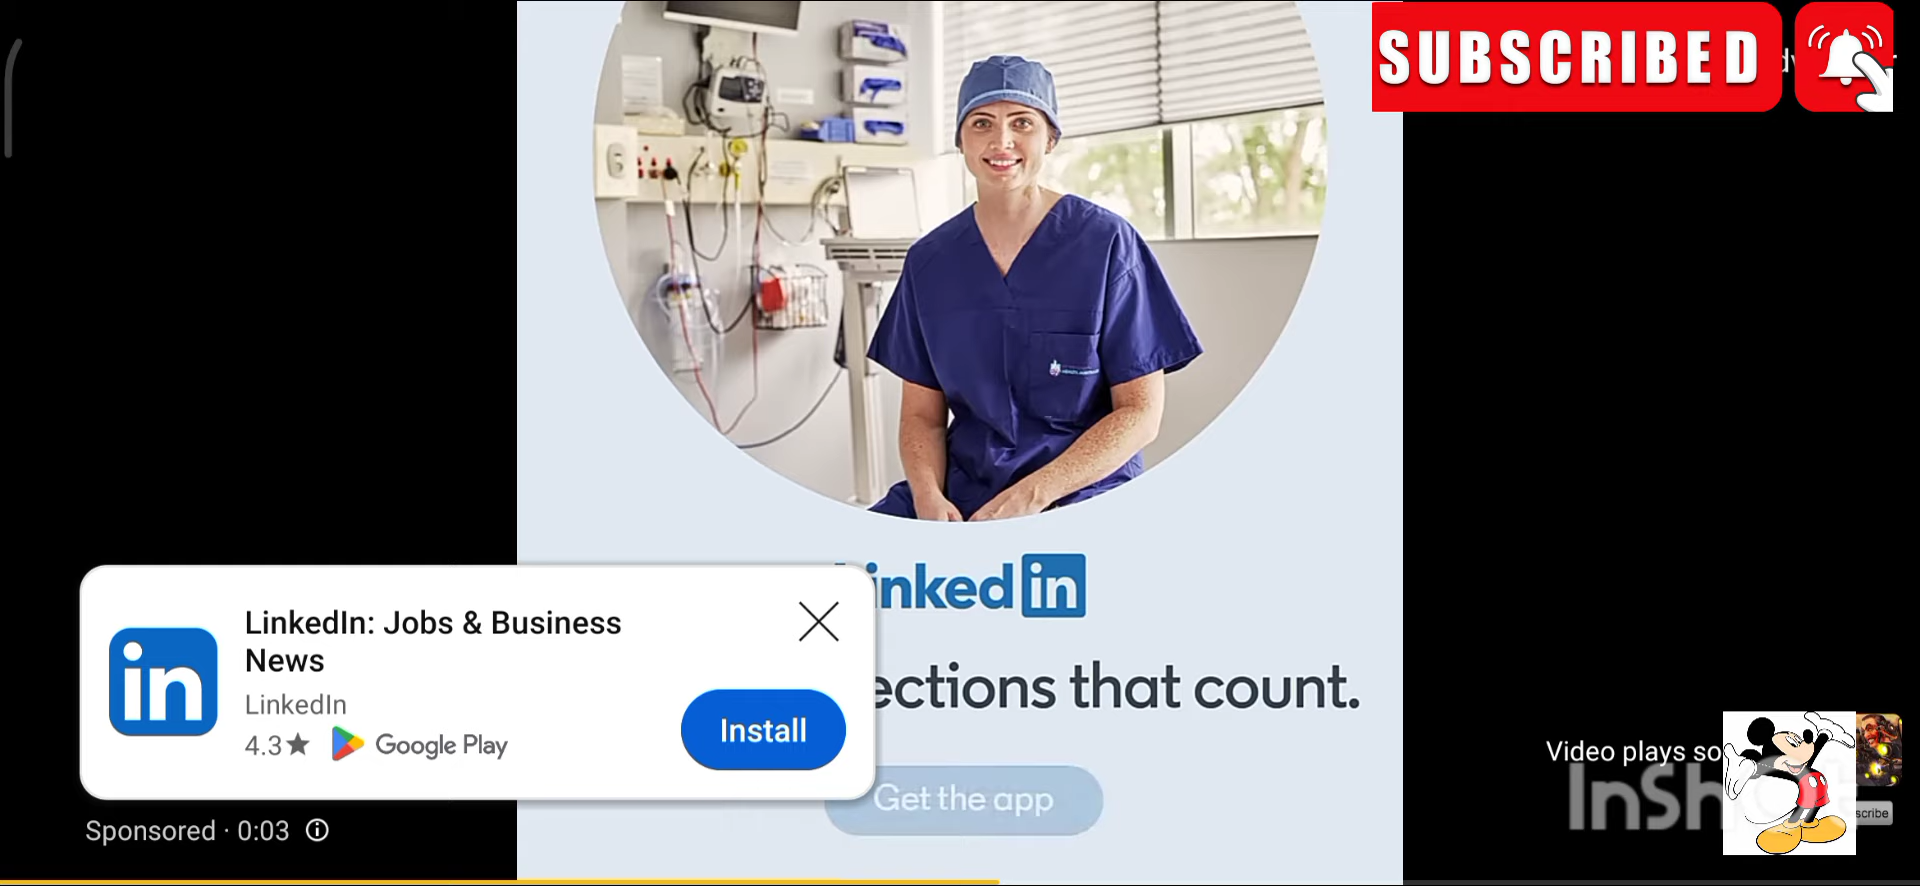 SUBSCRIBED
Linkedin
ections that count.
Get the app
LinkedIn: Jobs & Business
News
LinkedIn
4.3★
Google Play
Install
Sponsored · 0:03
Video plays so
InSh
scribe